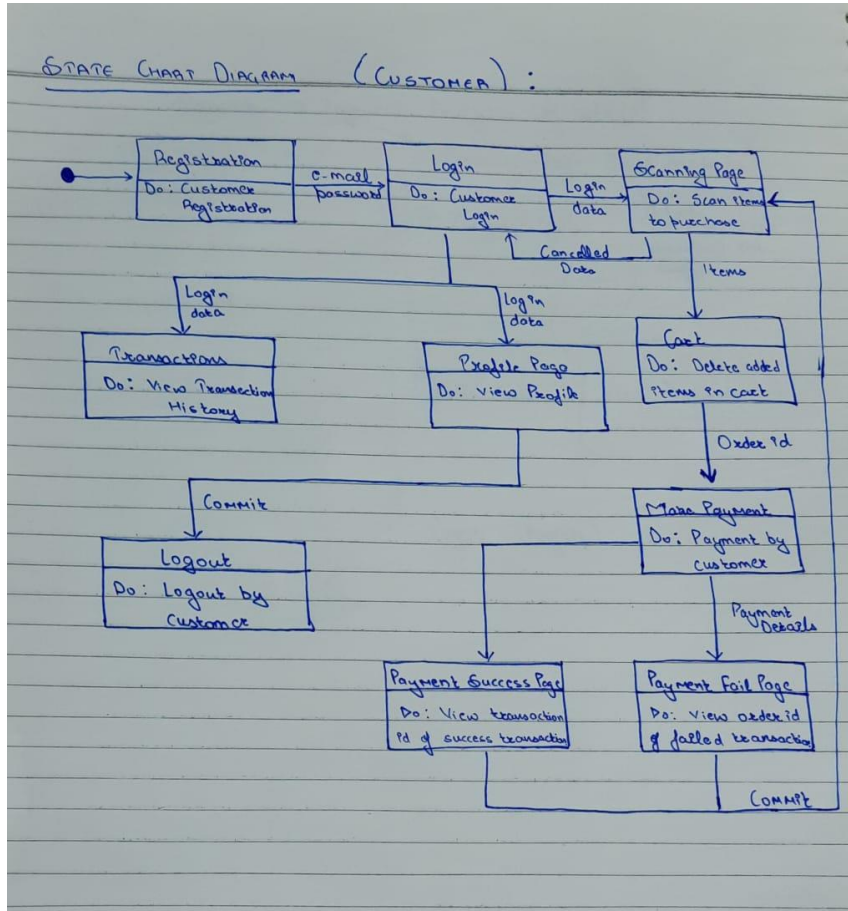 STATE CHART DIAGRAM (CUSTOMER) :
Registration
Do: Customer
Registration
e-mail
password
Login
Do: Customer
Login
Login
data
Scanning Page
Do: Scan items
to purchase
Cancelled
Data
Items
Login
data
Login
data
Transactions
Do: View Transection
History
Profile Page
Do: View Profile
Cart
Do: Delete added
items in cart
Order id
Commit
Logout
Do: Logout by
Customer
Make Payment
Do: Payment by
customer
Payment
Details
Payment Success Page
Do: View transaction
id of success transaction
Payment Fail Page
Do: View order id
of failed transaction
Commit